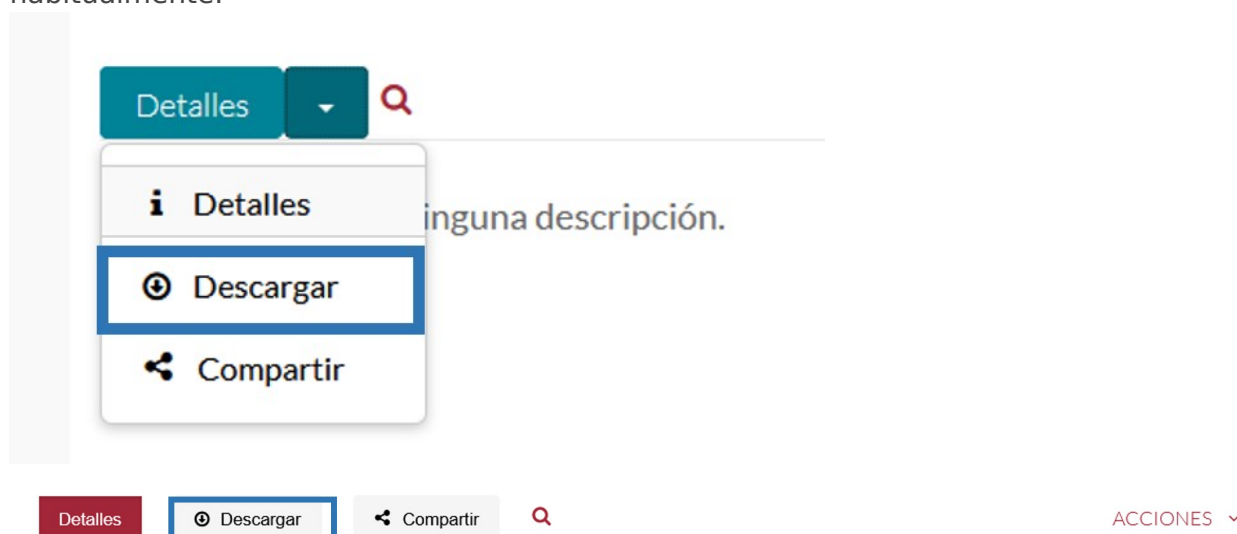 habitualmente.
Detalles
Detalles
inguna descripción.
Descargar
Compartir
Detalles Descargar Compartir ACCIONES